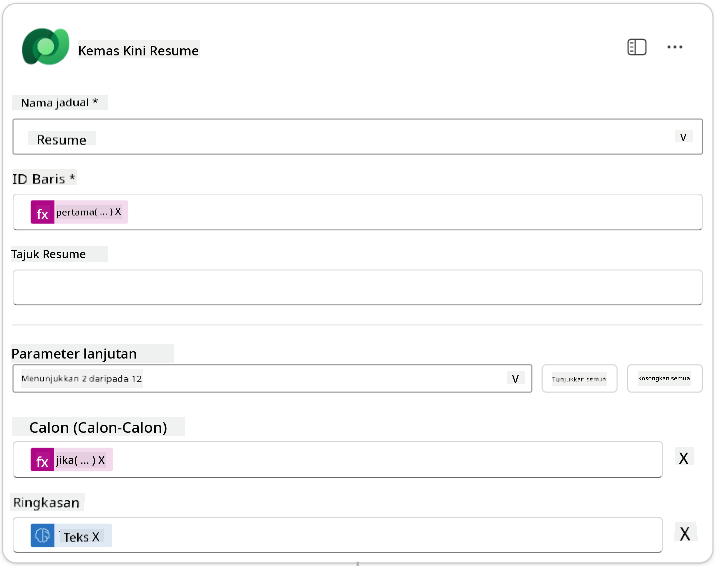 Kemas Kini Resume
Nama jadual *
Resume
V
ID Baris *
fx pertama( ... ) X
Tajuk Resume
Parameter lanjutan
Menunjukkan 2 daripada 12 V Tunjukkan semua Kosongkan semua
Calon (Calon-Calon)
fx jika( ... ) X X
Ringkasan
Teks X X